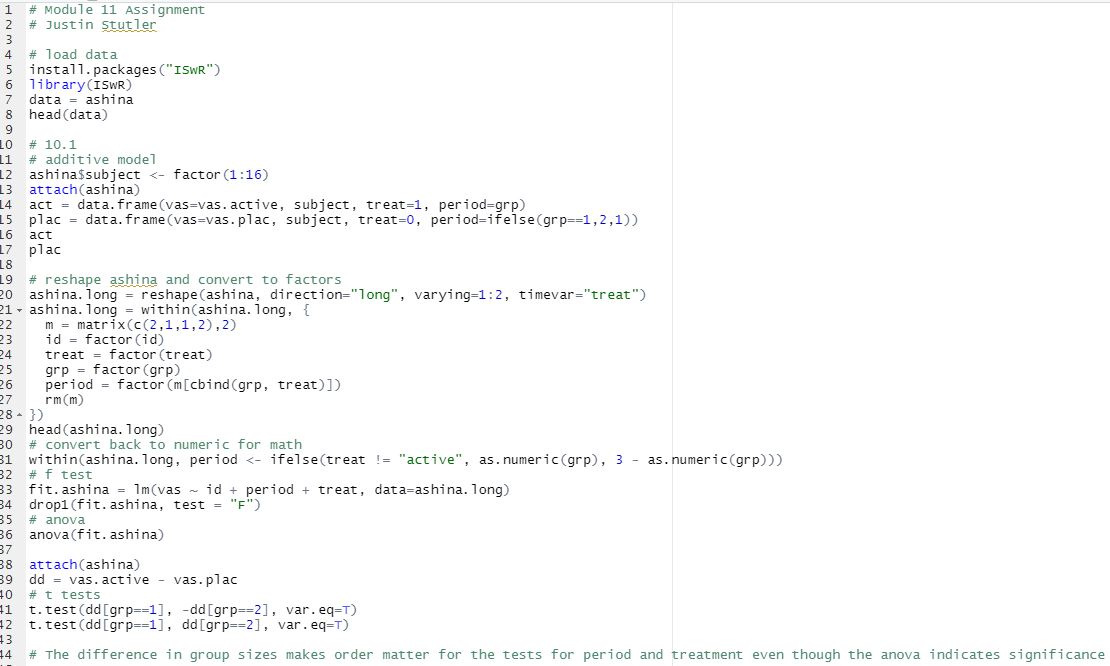 1 # Module 11 Assignment
2 # Justin Stutler
3
4 # load data
5 install.packages("ISwR")
6 library(ISwR)
7 data = ashina
8 head(data)
9
10 # 10.1
11 # additive model
12 ashina$subject <- factor(1:16)
13 attach(ashina)
14 act = data.frame(vas=vas.active, subject, treat=1, period=grp)
15 plac = data.frame(vas=vas.plac, subject, treat=0, period=ifelse(grp==1,2,1))
16 act
17 plac
18
19 # reshape ashina and convert to factors
20 ashina.long = reshape(ashina, direction="long", varying=1:2, timevar="treat")
21 ashina.long = within(ashina.long, {
22 m = matrix(c(2,1,1,2),2)
23 id = factor(id)
24 treat = factor(treat)
25 grp = factor(grp)
26 period = factor(m[cbind(grp, treat)])
27 rm(m)
28 })
29 head(ashina.long)
30 # convert back to numeric for math
31 within(ashina.long, period <- ifelse(treat != "active", as.numeric(grp), 3 - as.numeric(grp)))
32 # f test
33 fit.ashina = lm(vas ~ id + period + treat, data=ashina.long)
34 drop1(fit.ashina, test = "F")
35 # anova
36 anova(fit.ashina)
37
38 attach(ashina)
39 dd = vas.active - vas.plac
40 # t tests
41 t.test(dd[grp==1], -dd[grp==2], var.eq=T)
42 t.test(dd[grp==1], dd[grp==2], var.eq=T)
43
44 # The difference in group sizes makes order matter for the tests for period and treatment even though the anova indicates significance